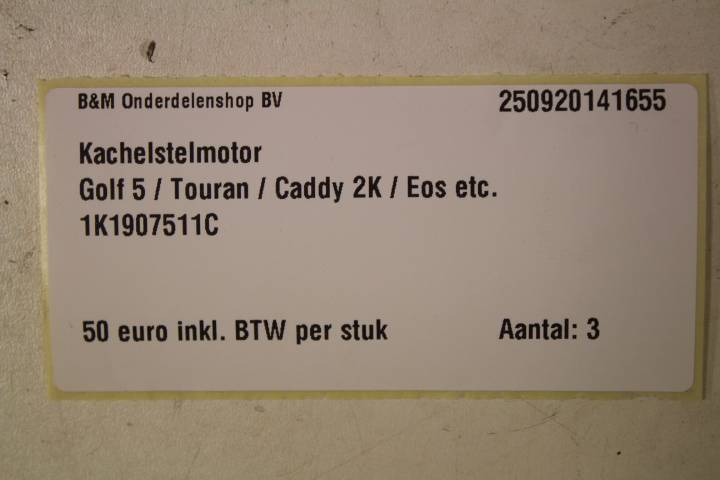 B&M Onderdelenshop BV 250920141655
Kachelstelmotor
Golf 5 / Touran / Caddy 2K / Eos etc.
1K1907511C
50 euro inkl. BTW per stuk Aantal: 3